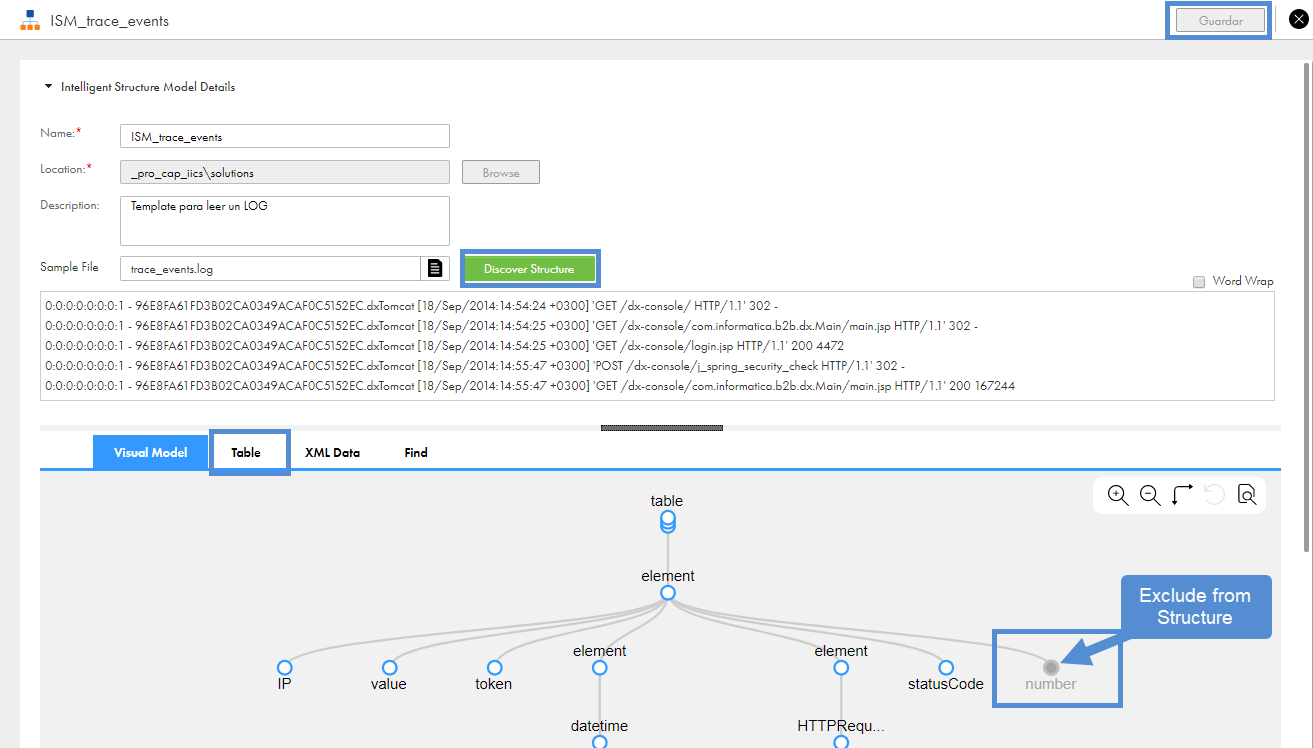 ISM_trace_events
Guardar
Intelligent Structure Model Details
Name:*
ISM_trace_events
Location:*
_pro_cap_iics\solutions
Browse
Description:
Template para leer un LOG
Sample File
trace_events.log
Discover Structure
Word Wrap
0:0:0:0:0:0:0:1 - 96E8FA61FD3B02CA0349ACAF0C5152EC.dxTomcat [18/Sep/2014:14:54:24 +0300] 'GET /dx-console/ HTTP/1.1' 302 -
0:0:0:0:0:0:0:1 - 96E8FA61FD3B02CA0349ACAF0C5152EC.dxTomcat [18/Sep/2014:14:54:25 +0300] 'GET /dx-console/com.informatica.b2b.dx.Main/main.jsp HTTP/1.1' 302 -
0:0:0:0:0:0:0:1 - 96E8FA61FD3B02CA0349ACAF0C5152EC.dxTomcat [18/Sep/2014:14:54:25 +0300] 'GET /dx-console/login.jsp HTTP/1.1' 200 4472
0:0:0:0:0:0:0:1 - 96E8FA61FD3B02CA0349ACAF0C5152EC.dxTomcat [18/Sep/2014:14:55:47 +0300] 'POST /dx-console/j_spring_security_check HTTP/1.1' 302 -
0:0:0:0:0:0:0:1 - 96E8FA61FD3B02CA0349ACAF0C5152EC.dxTomcat [18/Sep/2014:14:55:47 +0300] 'GET /dx-console/com.informatica.b2b.dx.Main/main.jsp HTTP/1.1' 200 167244
Visual Model
Table
XML Data
Find
table
element
Exclude from
Structure
element
element
IP
value
token
statusCode
number
datetime
HTTPRequ...